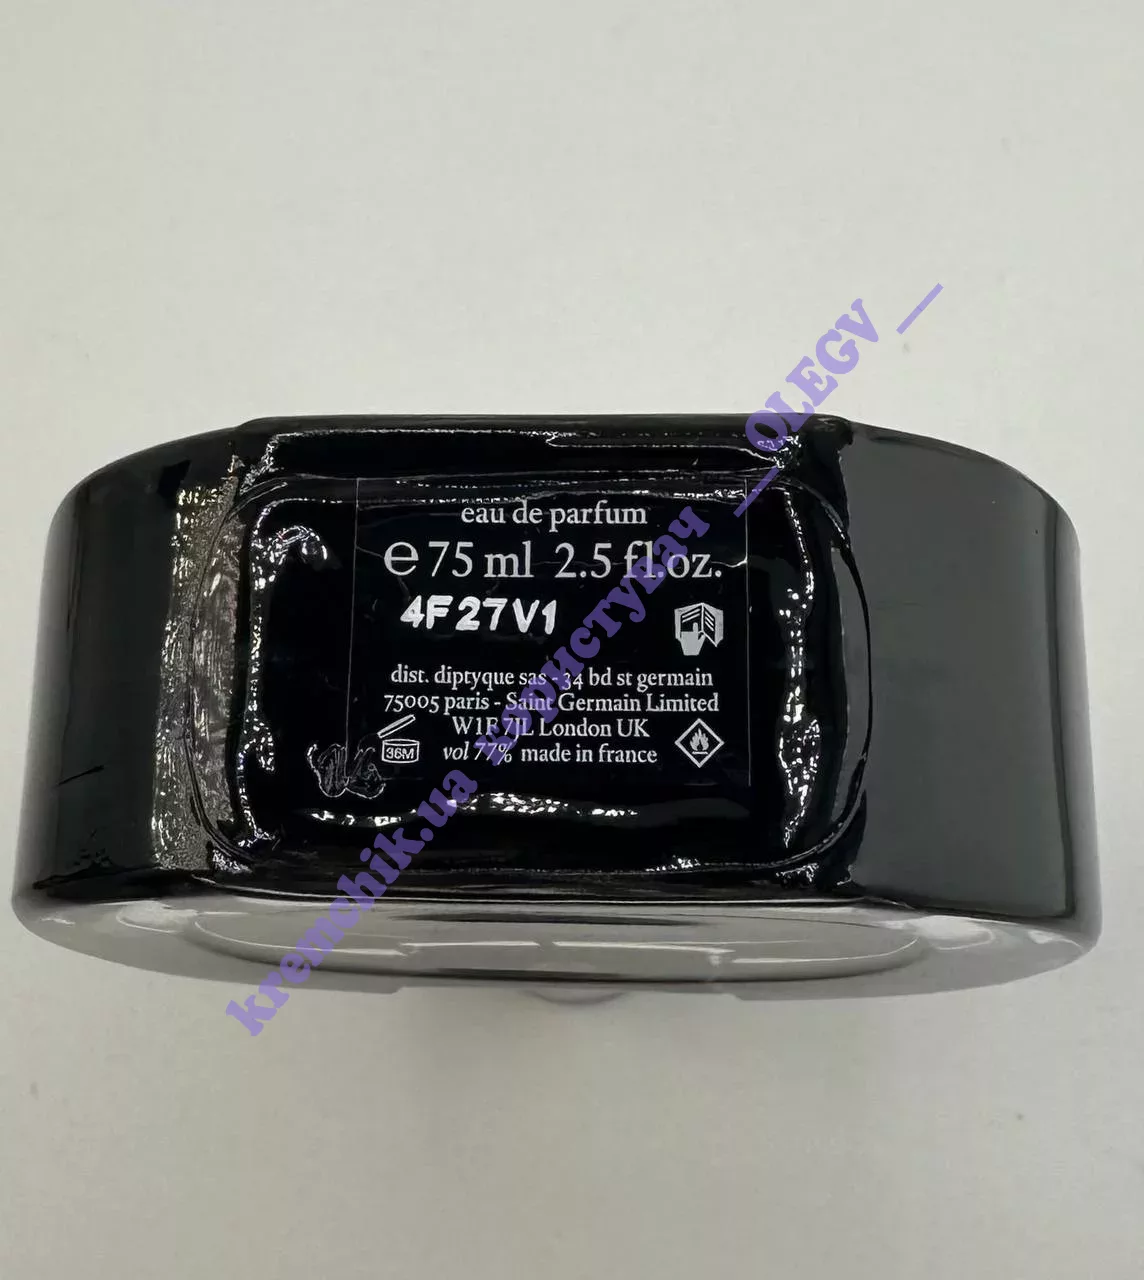 eau de parfum
e 75 ml 2.5 fl.oz.
4F27V1
dist. diptyque sas - 34 bd st germain
75005 paris - Saint Germain Limited
W1F 7JL London UK
36M
vol 77% made in france
kremchik.ua користувач __OLEGV__